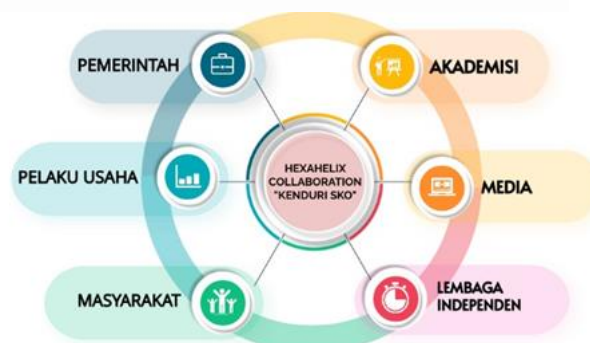 PEMERINTAH
AKADEMISI
PELAKU USAHA
HEXAHELIX
COLLABORATION
"KENDURI SKO"
MEDIA
MASYARAKAT
LEMBAGA
INDEPENDEN